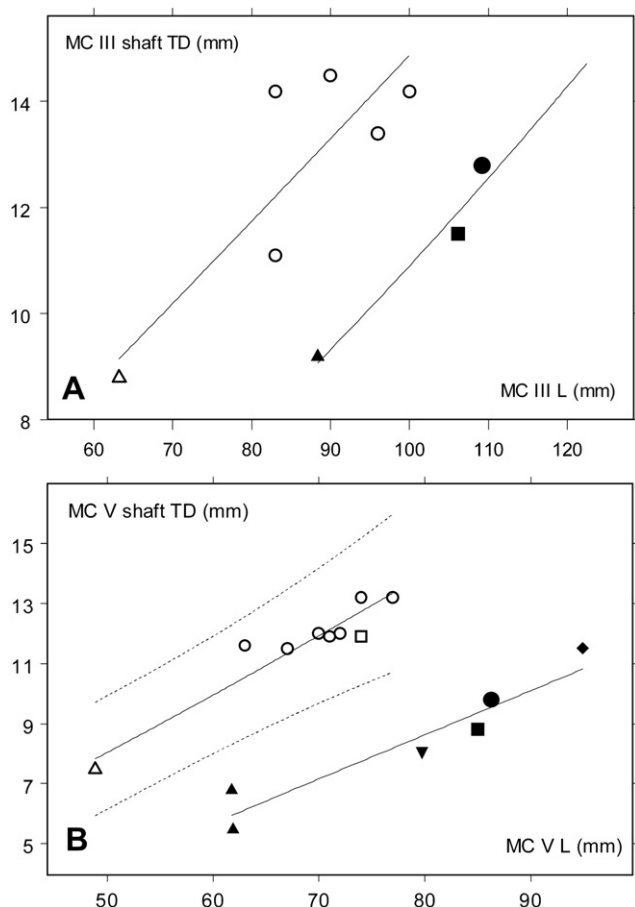 MC III shaft TD (mm)
14
12
10
8
A
MC III L (mm)
60 70 80 90 100 110 120
MC V shaft TD (mm)
15
13
11
9
7
5
B
MC V L (mm)
50 60 70 80 90